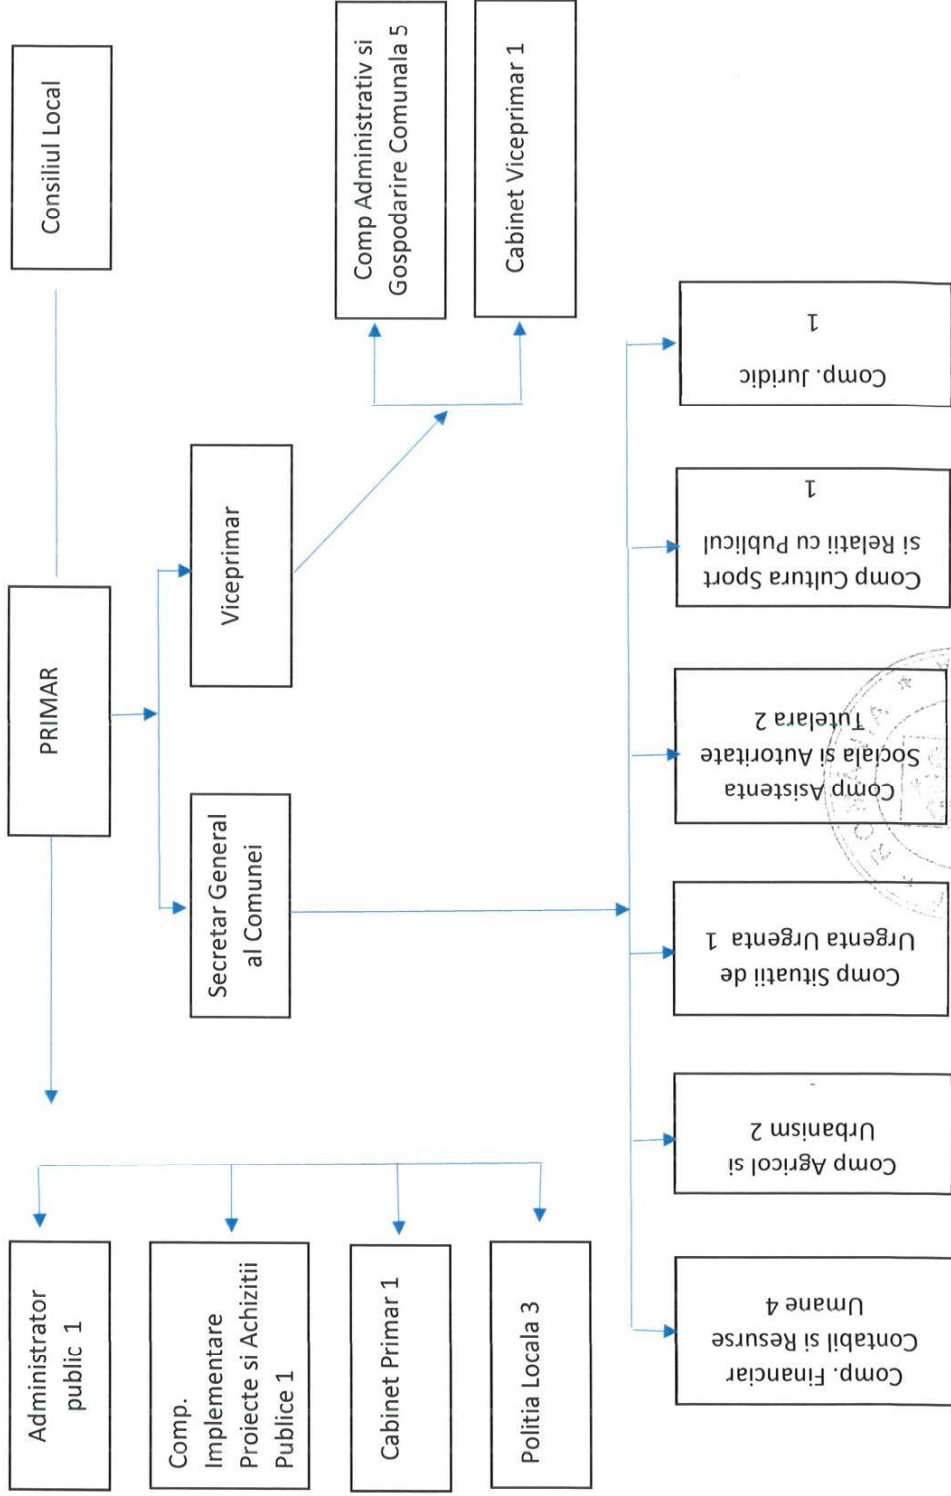 Consiliul Local
PRIMAR
Viceprimar
Secretar General
al Comunei
Comp Administrativ si
Gospodarire Comunala 5
Cabinet Viceprimar 1
Administrator
public 1
Comp.
Implementare
Proiecte si Achizitii
Publice 1
Cabinet Primar 1
Politia Locala 3
Comp. Financiar
Contabil si Resurse
Umane 4
Comp Agricol si
Urbanism 2
Comp Situatii de
Urgenta Urgenta 1
Comp Asistenta
Sociala si Autoritate
Tutelara 2
Comp Cultura Sport
si Relatii cu Publicul
1
Comp. Juridic
1
* ROMÂNIA *